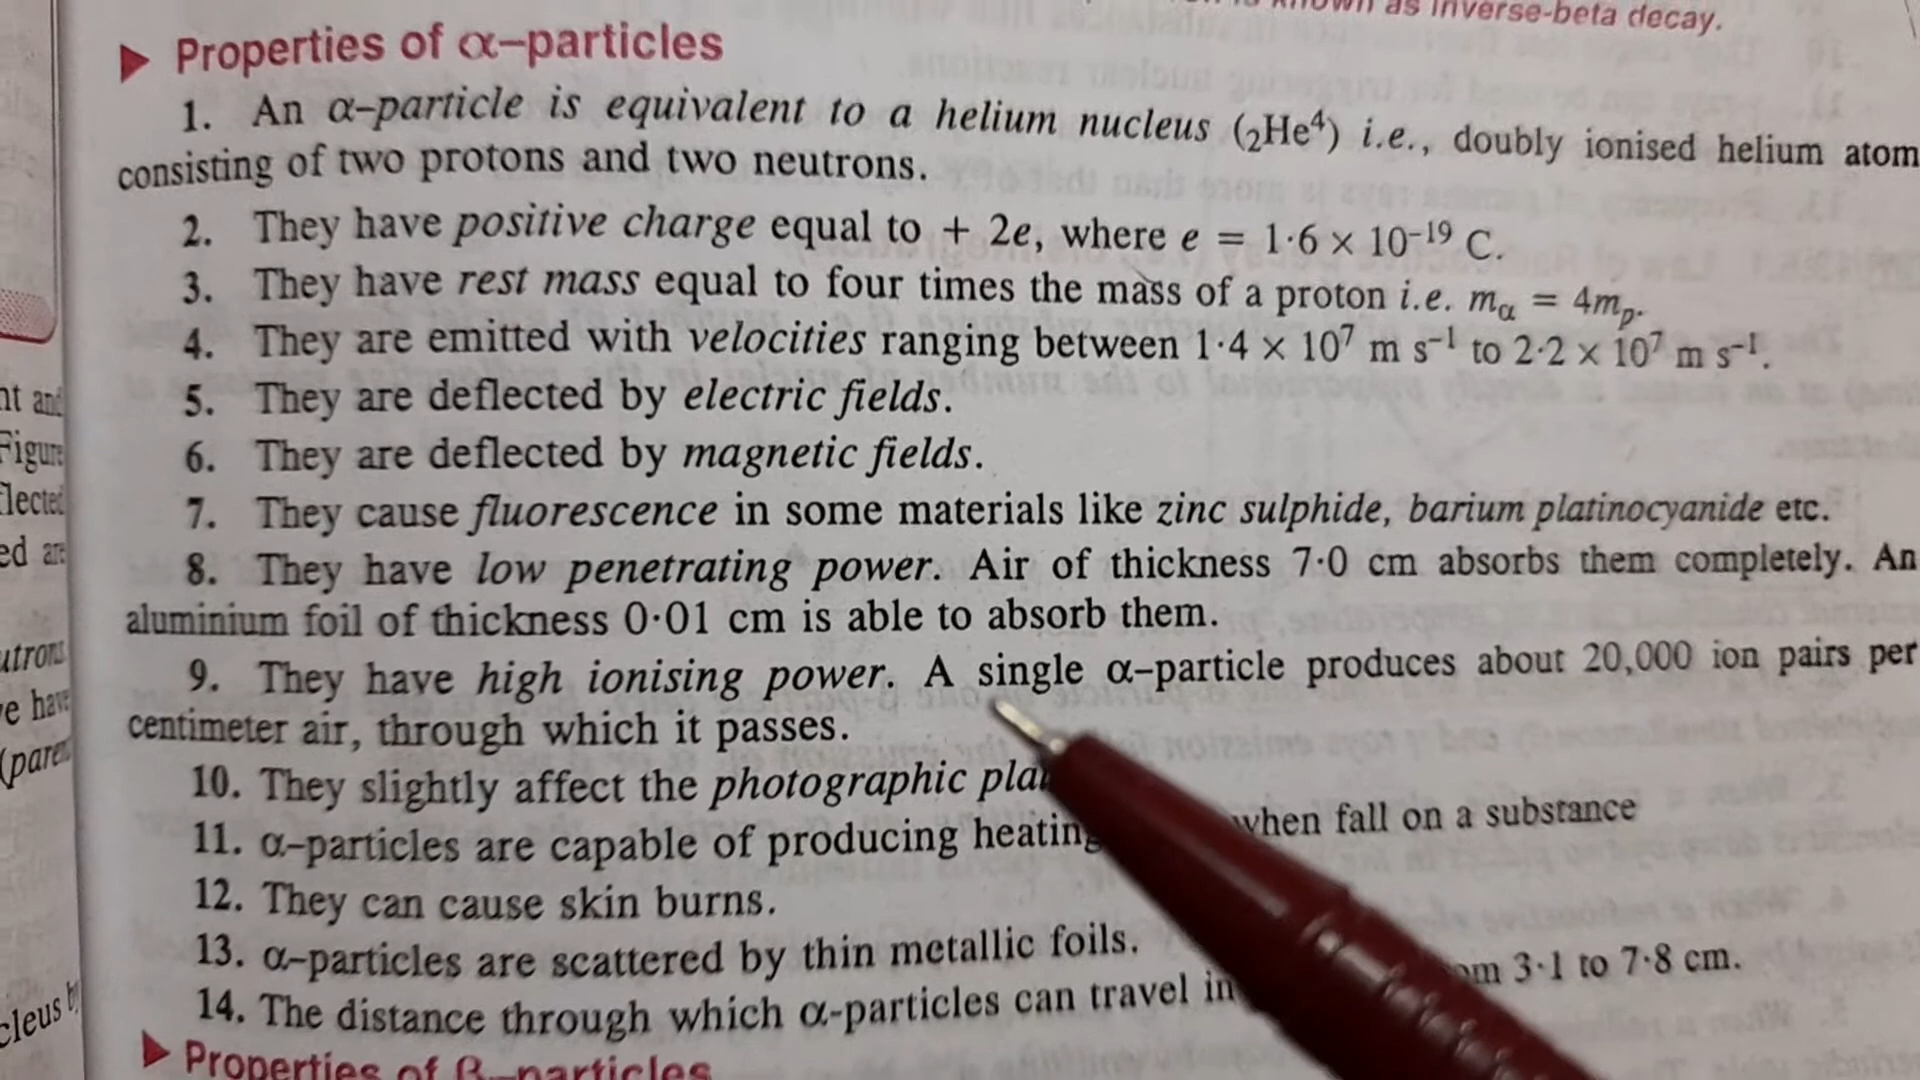 as inverse-beta decay.
▶ Properties of α–particles
1. An α–particle is equivalent to a helium nucleus (₂He⁴) i.e., doubly ionised helium atom
consisting of two protons and two neutrons.
2. They have positive charge equal to + 2e, where e = 1·6 × 10⁻¹⁹ C.
3. They have rest mass equal to four times the mass of a proton i.e. mα = 4mₚ.
4. They are emitted with velocities ranging between 1·4 × 10⁷ m s⁻¹ to 2·2 × 10⁷ m s⁻¹.
5. They are deflected by electric fields.
6. They are deflected by magnetic fields.
7. They cause fluorescence in some materials like zinc sulphide, barium platinocyanide etc.
8. They have low penetrating power. Air of thickness 7·0 cm absorbs them completely. An
aluminium foil of thickness 0·01 cm is able to absorb them.
9. They have high ionising power. A single α–particle produces about 20,000 ion pairs per
centimeter air, through which it passes.
10. They slightly affect the photographic pla
11. α–particles are capable of producing heating when fall on a substance
12. They can cause skin burns.
13. α–particles are scattered by thin metallic foils.
14. The distance through which α-particles can travel in om 3·1 to 7·8 cm.
▶ Properties of β–particles